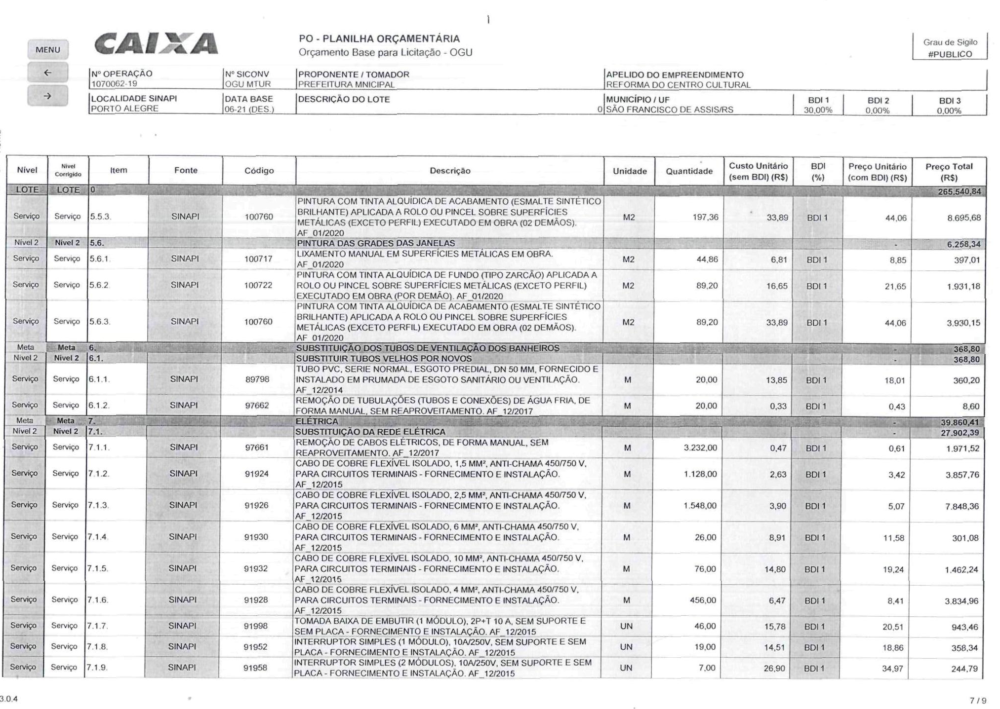 MENU
←
→
CAIXA
PO - PLANILHA ORÇAMENTÁRIA
Orçamento Base para Licitação - OGU
Grau de Sigilo
#PUBLICO
Nº OPERAÇÃO Nº SICONV PROPONENTE / TOMADOR APELIDO DO EMPREENDIMENTO
1070062-19 OGU MTUR PREFEITURA MNICIPAL REFORMA DO CENTRO CULTURAL
LOCALIDADE SINAPI DATA BASE DESCRIÇÃO DO LOTE MUNICÍPIO / UF BDI 1 BDI 2 BDI 3
PORTO ALEGRE 06-21 (DES.) 0 SÃO FRANCISCO DE ASSIS/RS 30,00% 0,00% 0,00%
Nível Nível Corrigido Item Fonte Código Descrição Unidade Quantidade Custo Unitário (sem BDI) (R$) BDI (%) Preço Unitário (com BDI) (R$) Preço Total (R$)
LOTE LOTE 0 265.540,84
Serviço Serviço 5.5.3. SINAPI 100760 PINTURA COM TINTA ALQUÍDICA DE ACABAMENTO (ESMALTE SINTÉTICO
BRILHANTE) APLICADA A ROLO OU PINCEL SOBRE SUPERFÍCIES
METÁLICAS (EXCETO PERFIL) EXECUTADO EM OBRA (02 DEMÃOS).
AF_01/2020 M2 197,36 33,89 BDI 1 44,06 8.695,68
Nível 2 Nível 2 5.6. PINTURA DAS GRADES DAS JANELAS - 6.258,34
Serviço Serviço 5.6.1. SINAPI 100717 LIXAMENTO MANUAL EM SUPERFÍCIES METÁLICAS EM OBRA.
AF_01/2020 M2 44,86 6,81 BDI 1 8,85 397,01
Serviço Serviço 5.6.2. SINAPI 100722 PINTURA COM TINTA ALQUÍDICA DE FUNDO (TIPO ZARCÃO) APLICADA A
ROLO OU PINCEL SOBRE SUPERFÍCIES METÁLICAS (EXCETO PERFIL)
EXECUTADO EM OBRA (POR DEMÃO). AF_01/2020 M2 89,20 16,65 BDI 1 21,65 1.931,18
Serviço Serviço 5.6.3. SINAPI 100760 PINTURA COM TINTA ALQUÍDICA DE ACABAMENTO (ESMALTE SINTÉTICO
BRILHANTE) APLICADA A ROLO OU PINCEL SOBRE SUPERFÍCIES
METÁLICAS (EXCETO PERFIL) EXECUTADO EM OBRA (02 DEMÃOS).
AF_01/2020 M2 89,20 33,89 BDI 1 44,06 3.930,15
Meta Meta 6. SUBSTITUIÇÃO DOS TUBOS DE VENTILAÇÃO DOS BANHEIROS - 368,80
Nível 2 Nível 2 6.1. SUBSTITUIR TUBOS VELHOS POR NOVOS - 368,80
Serviço Serviço 6.1.1. SINAPI 89798 TUBO PVC, SERIE NORMAL, ESGOTO PREDIAL, DN 50 MM, FORNECIDO E
INSTALADO EM PRUMADA DE ESGOTO SANITÁRIO OU VENTILAÇÃO.
AF_12/2014 M 20,00 13,85 BDI 1 18,01 360,20
Serviço Serviço 6.1.2. SINAPI 97662 REMOÇÃO DE TUBULAÇÕES (TUBOS E CONEXÕES) DE ÁGUA FRIA, DE
FORMA MANUAL, SEM REAPROVEITAMENTO. AF_12/2017 M 20,00 0,33 BDI 1 0,43 8,60
Meta Meta 7. ELÉTRICA - 39.860,41
Nível 2 Nível 2 7.1. SUBSTITUIÇÃO DA REDE ELÉTRICA - 27.902,39
Serviço Serviço 7.1.1. SINAPI 97661 REMOÇÃO DE CABOS ELÉTRICOS, DE FORMA MANUAL, SEM
REAPROVEITAMENTO. AF_12/2017 M 3.232,00 0,47 BDI 1 0,61 1.971,52
Serviço Serviço 7.1.2. SINAPI 91924 CABO DE COBRE FLEXÍVEL ISOLADO, 1,5 MM², ANTI-CHAMA 450/750 V,
PARA CIRCUITOS TERMINAIS - FORNECIMENTO E INSTALAÇÃO.
AF_12/2015 M 1.128,00 2,63 BDI 1 3,42 3.857,76
Serviço Serviço 7.1.3. SINAPI 91926 CABO DE COBRE FLEXÍVEL ISOLADO, 2,5 MM², ANTI-CHAMA 450/750 V,
PARA CIRCUITOS TERMINAIS - FORNECIMENTO E INSTALAÇÃO.
AF_12/2015 M 1.548,00 3,90 BDI 1 5,07 7.848,36
Serviço Serviço 7.1.4. SINAPI 91930 CABO DE COBRE FLEXÍVEL ISOLADO, 6 MM², ANTI-CHAMA 450/750 V,
PARA CIRCUITOS TERMINAIS - FORNECIMENTO E INSTALAÇÃO.
AF_12/2015 M 26,00 8,91 BDI 1 11,58 301,08
Serviço Serviço 7.1.5. SINAPI 91932 CABO DE COBRE FLEXÍVEL ISOLADO, 10 MM², ANTI-CHAMA 450/750 V,
PARA CIRCUITOS TERMINAIS - FORNECIMENTO E INSTALAÇÃO.
AF_12/2015 M 76,00 14,80 BDI 1 19,24 1.462,24
Serviço Serviço 7.1.6. SINAPI 91928 CABO DE COBRE FLEXÍVEL ISOLADO, 4 MM², ANTI-CHAMA 450/750 V,
PARA CIRCUITOS TERMINAIS - FORNECIMENTO E INSTALAÇÃO.
AF_12/2015 M 456,00 6,47 BDI 1 8,41 3.834,96
Serviço Serviço 7.1.7. SINAPI 91998 TOMADA BAIXA DE EMBUTIR (1 MÓDULO), 2P+T 10 A, SEM SUPORTE E
SEM PLACA - FORNECIMENTO E INSTALAÇÃO. AF_12/2015 UN 46,00 15,78 BDI 1 20,51 943,46
Serviço Serviço 7.1.8. SINAPI 91952 INTERRUPTOR SIMPLES (1 MÓDULO), 10A/250V, SEM SUPORTE E SEM
PLACA - FORNECIMENTO E INSTALAÇÃO. AF_12/2015 UN 19,00 14,51 BDI 1 18,86 358,34
Serviço Serviço 7.1.9. SINAPI 91958 INTERRUPTOR SIMPLES (2 MÓDULOS), 10A/250V, SEM SUPORTE E SEM
PLACA - FORNECIMENTO E INSTALAÇÃO. AF_12/2015 UN 7,00 26,90 BDI 1 34,97 244,79
3.0.4 7 / 9